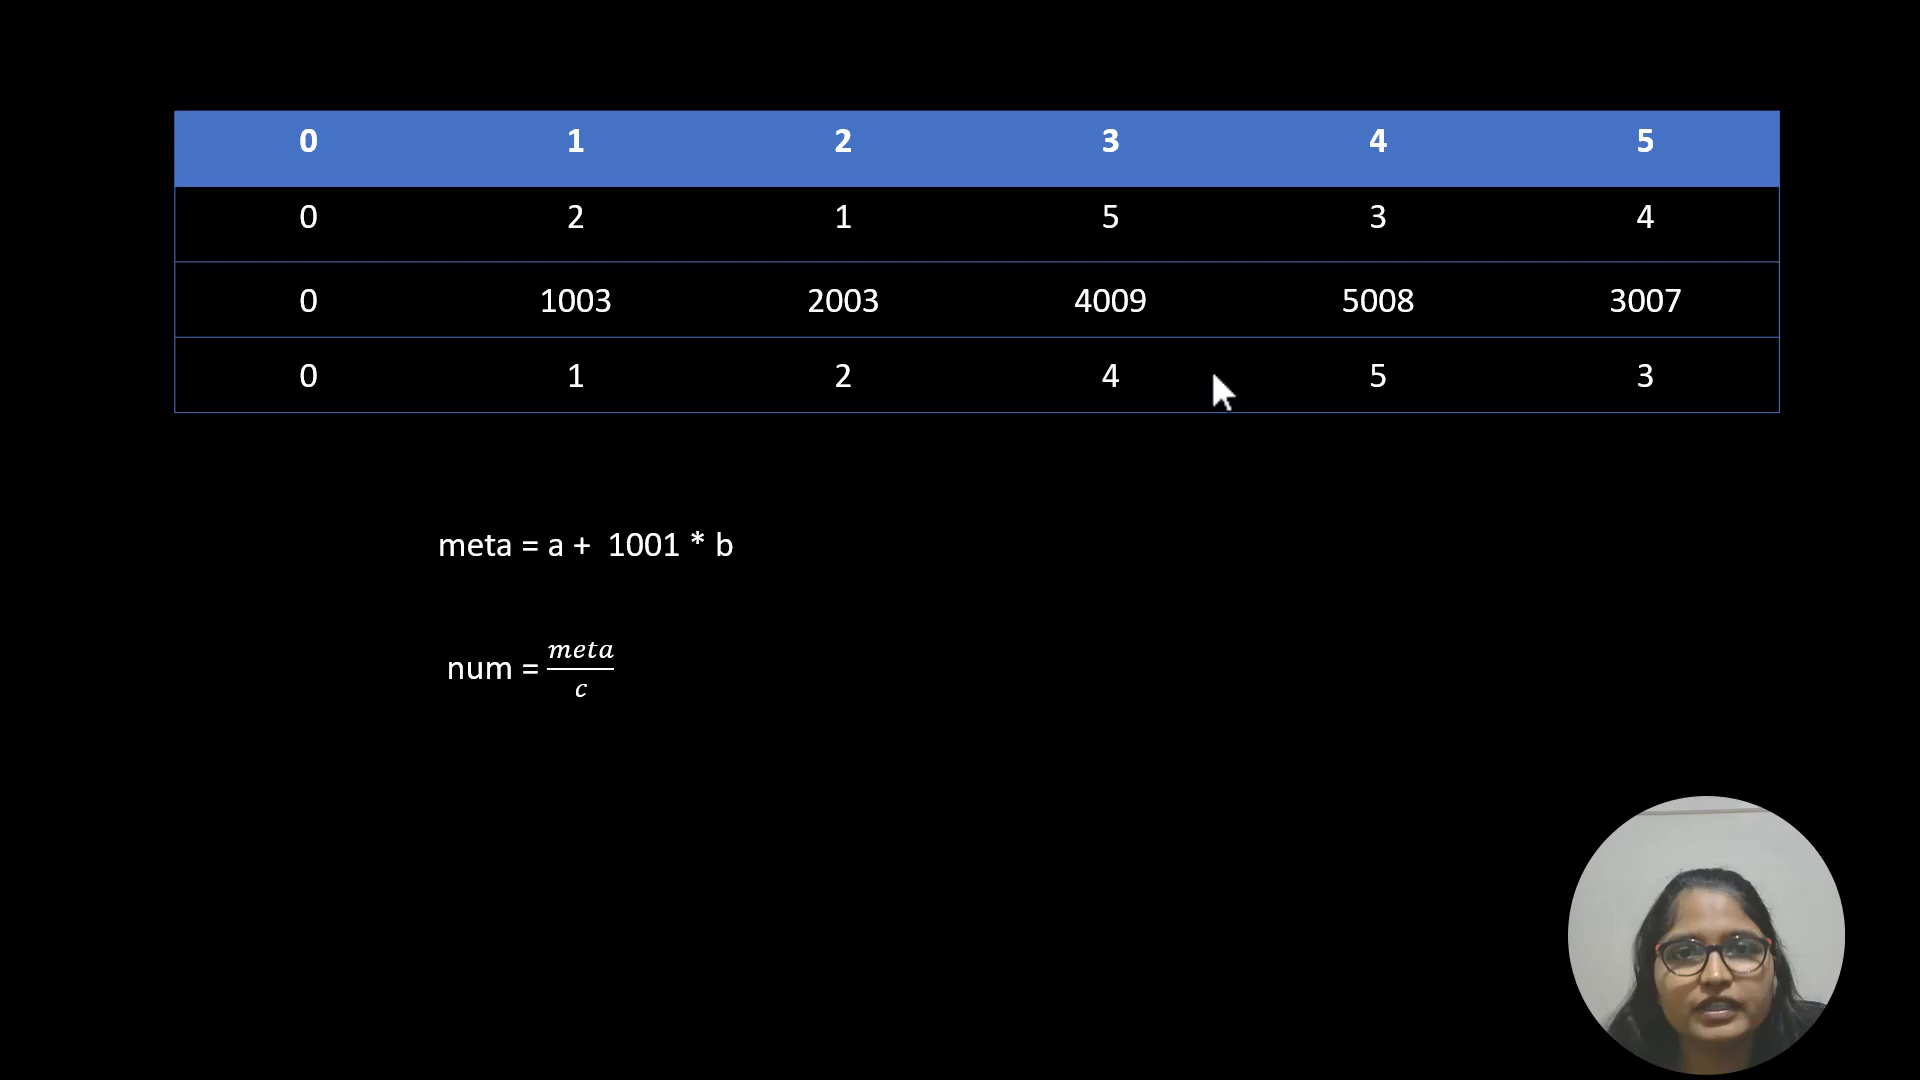 0 1 2 3 4 5
0 2 1 5 3 4
0 1003 2003 4009 5008 3007
0 1 2 4 5 3
meta = a + 1001 * b
num = meta/c